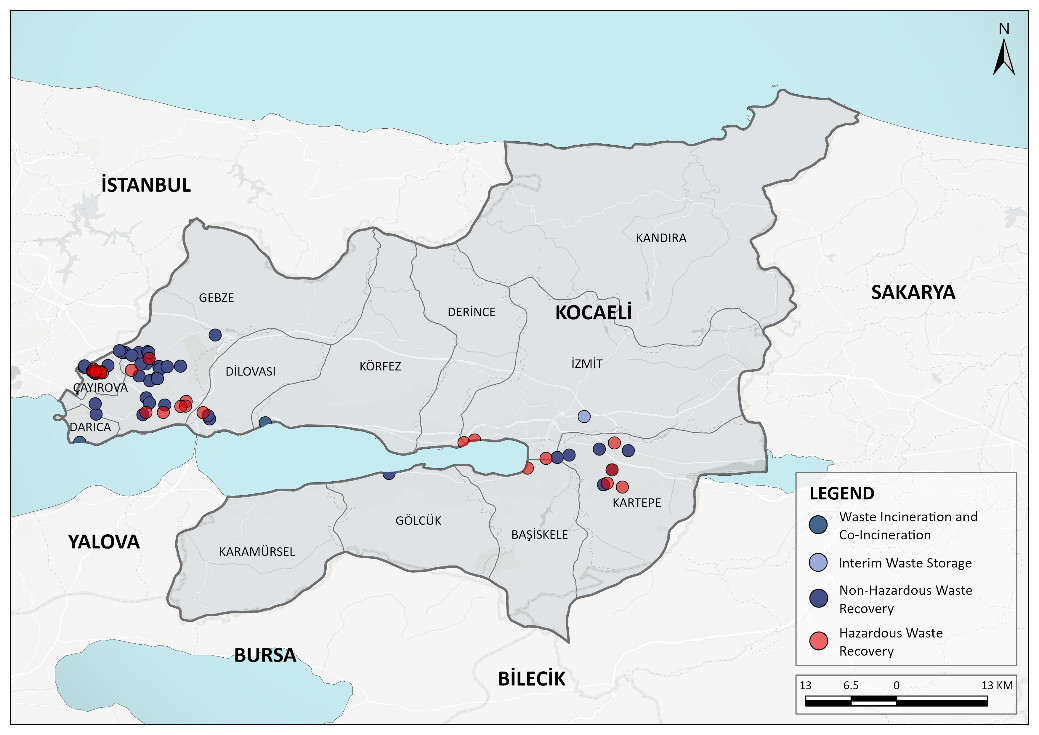 N
İSTANBUL
KANDIRA
SAKARYA
GEBZE
DERİNCE
KOCAELİ
KÖRFEZ
İZMİT
DİLOVASI
ÇAYIROVA
DARICA
KARTEPE
GÖLCÜK
BAŞİSKELE
YALOVA
KARAMÜRSEL
BURSA
BİLECİK
LEGEND
Waste Incineration and
Co-Incineration
Interim Waste Storage
Non-Hazardous Waste
Recovery
Hazardous Waste
Recovery
13 6.5 0 13 KM